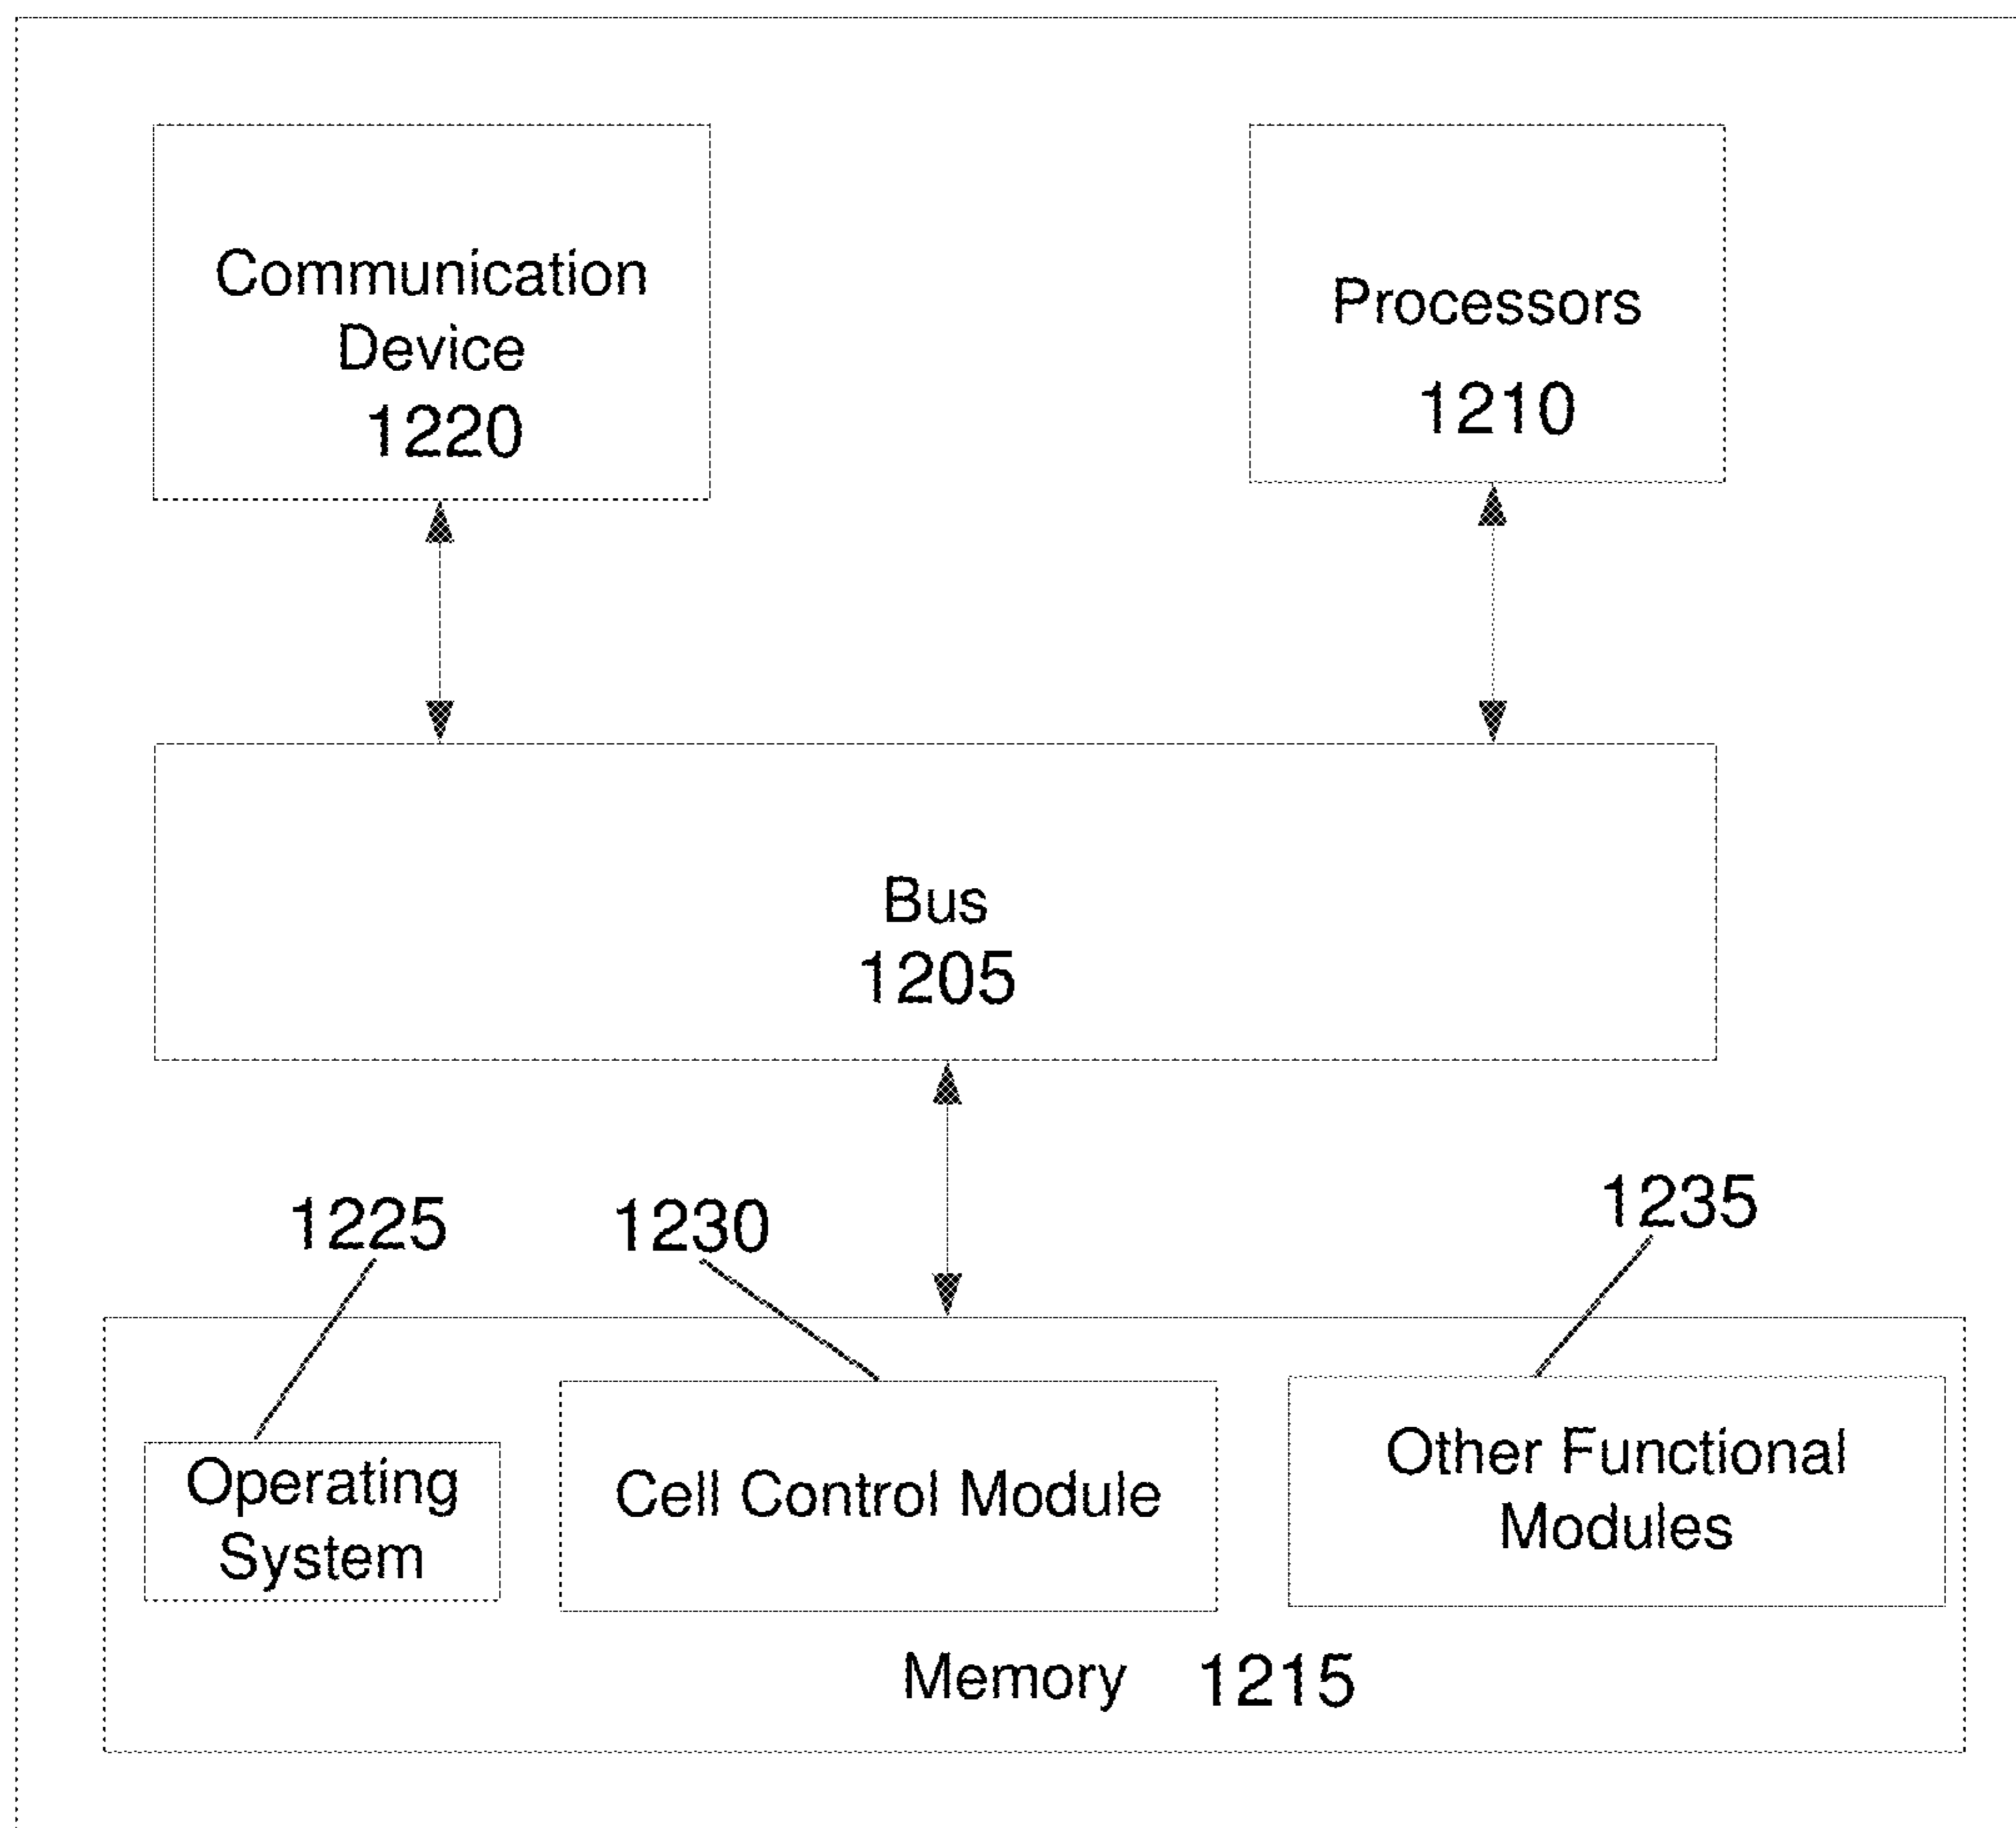 Communication
Device
1220
Processors
1210
Bus
1205
1225
1230
1235
Operating
System
Cell Control Module
Other Functional
Modules
Memory 1215